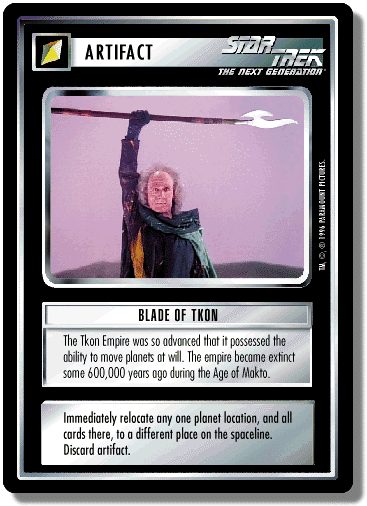 ARTIFACT
STAR TREK
THE NEXT GENERATION
TM, ©, ® 1996 PARAMOUNT PICTURES.
BLADE OF TKON
The Tkon Empire was so advanced that it possessed the
ability to move planets at will. The empire became extinct
some 600,000 years ago during the Age of Makto.
Immediately relocate any one planet location, and all
cards there, to a different place on the spaceline.
Discard artifact.